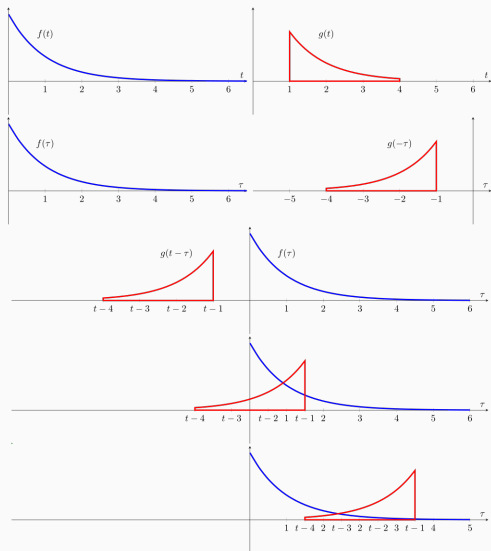 f(t) g(t)
t t
1 2 3 4 5 6 1 2 3 4 5 6
f(τ) g(−τ)
τ τ
1 2 3 4 5 6 −5 −4 −3 −2 −1
g(t − τ) f(τ)
τ
t − 4 t − 3 t − 2 t − 1 1 2 3 4 5 6
τ
t − 4 t − 3 t − 2 1 t − 1 2 3 4 5 6
τ
1 t − 4 2 t − 3 2 t − 2 3 t − 1 4 5